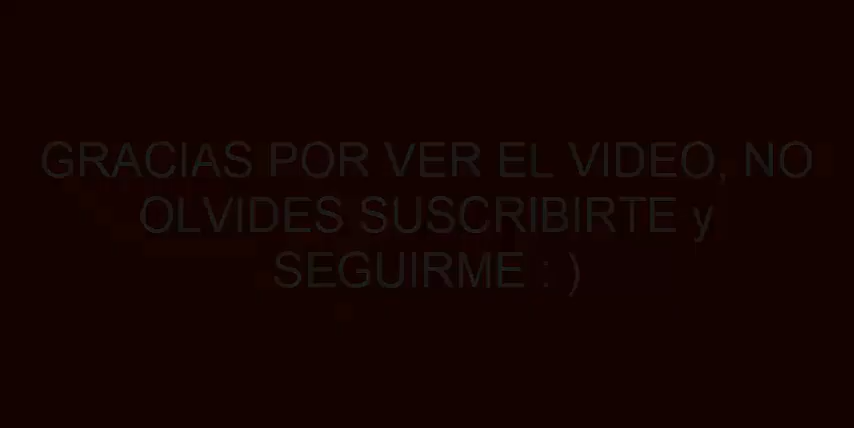 GRACIAS POR VER EL VIDEO, NO
OLVIDES SUSCRIBIRTE y
SEGUIRME : )